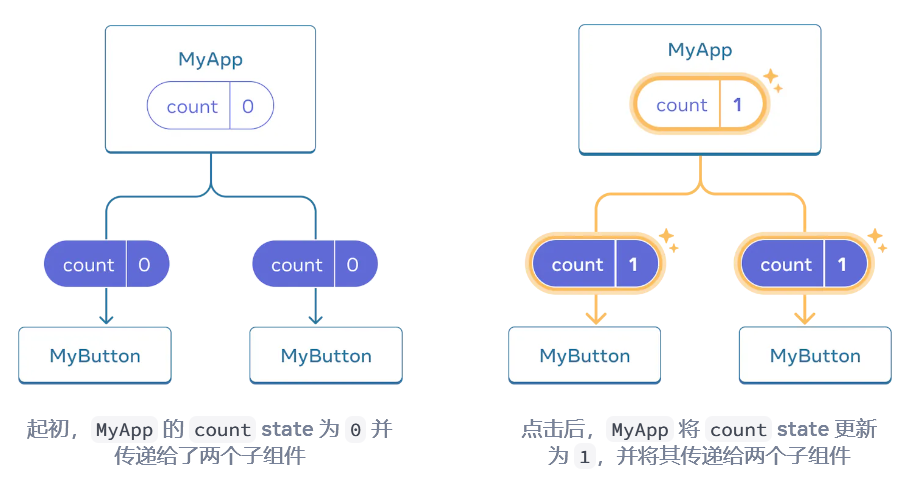 MyApp
count 0
count 0
count 0
MyButton
MyButton
起初，MyApp 的 count state 为 0 并
传递给了两个子组件
MyApp
count 1
count 1
count 1
MyButton
MyButton
点击后，MyApp 将 count state 更新
为 1，并将其传递给两个子组件